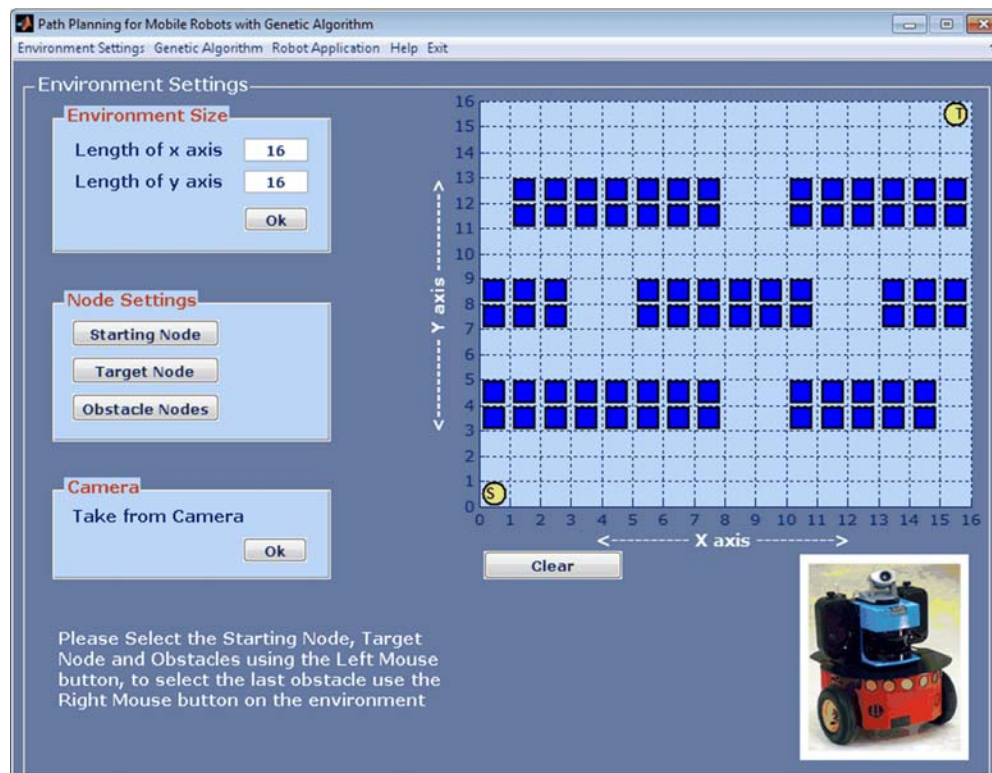 Path Planning for Mobile Robots with Genetic Algorithm
Environment Settings Genetic Algorithm Robot Application Help Exit
Environment Settings
Environment Size
Length of x axis 16
Length of y axis 16
Ok
Node Settings
Starting Node
Target Node
Obstacle Nodes
Camera
Take from Camera
Ok
Please Select the Starting Node, Target
Node and Obstacles using the Left Mouse
button, to select the last obstacle use the
Right Mouse button on the environment
16
15
14
13
12
11
10
9
8
7
6
5
4
3
2
1
0
<------- Y axis ------->
T
S
0 1 2 3 4 5 6 7 8 9 10 11 12 13 14 15 16
<---------- X axis ---------->
Clear